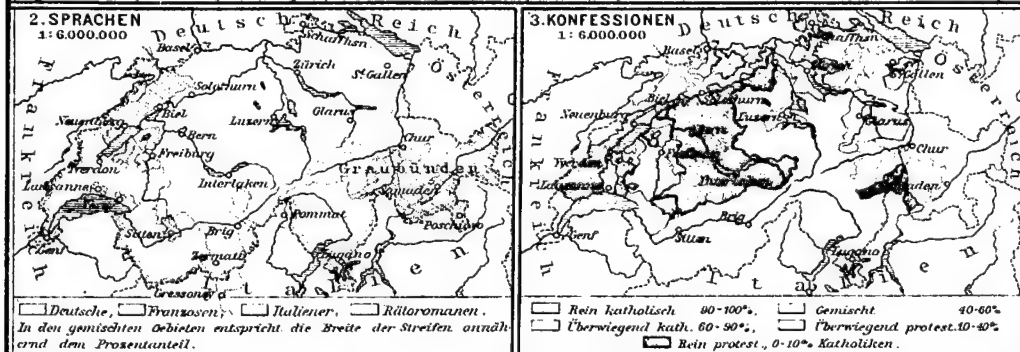 2. SPRACHEN
1:6.000.000
Deutsches Reich
Österreich
Frankreich
Italien
Basel
Schaffhsn
Zürich
St Gallen
Solothurn
Biel
Neuenburg
Bern
Luzern
Glarus
Chur
Freiburg
Yverdon
Graubünden
Lausanne
Interlaken
Samaden
Sitten
Brig
Pommat
Poschiavo
Genf
Zermatt
Lugano
Gressoney
Deutsche, Franzosen, Italiener, Rätoromanen.
In den gemischten Gebieten entspricht die Breite der Streifen annäh-
ernd dem Prozentanteil.
3. KONFESSIONEN
1:6.000.000
Deutsches Reich
Österreich
Frankreich
Italien
Basel
Schaffhsn
St Gallen
Solothurn
Biel
Neuenburg
Bern
Luzern
Glarus
Chur
Yverdon
Lausanne
Interlaken
Sitten
Brig
Genf
Lugano
Rein katholisch 90-100%, Gemischt 40-60%
Überwiegend kath. 60-90%, Überwiegend protest. 10-40%
Rein protest., 0-10% Katholiken.